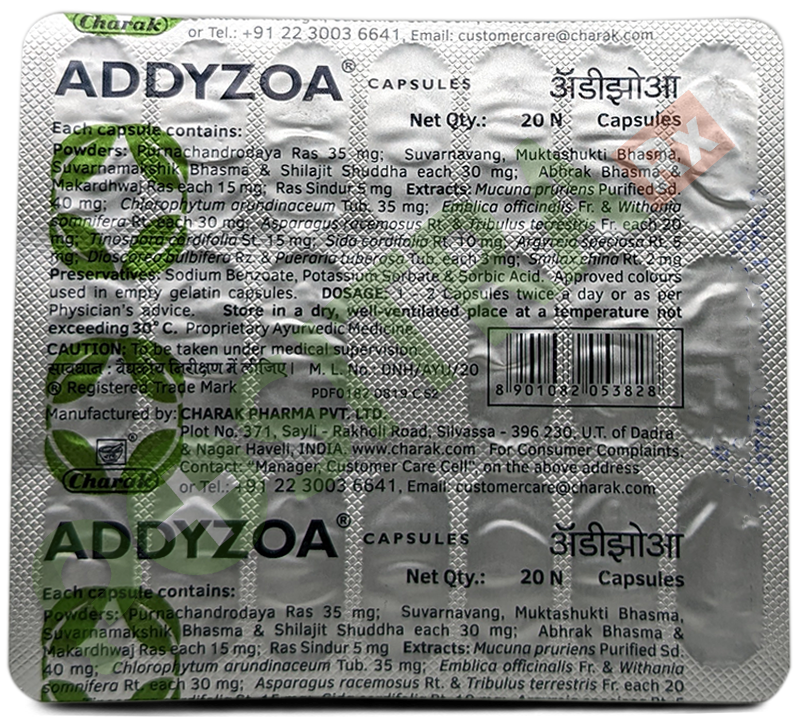 Charak
or Tel.: +91 22 3003 6641, Email: customercare@charak.com
ADDYZOA® CAPSULES अ‍ॅडीझोआ
Net Qty.: 20 N Capsules
Each capsule contains:
Powders: Purnachandrodaya Ras 35 mg; Suvarnavang, Muktashukti Bhasma,
Suvarnamakshik Bhasma & Shilajit Shuddha each 30 mg; Abhrak Bhasma &
Makardhwaj Ras each 15 mg; Ras Sindur 5 mg Extracts: Mucuna pruriens Purified Sd.
40 mg; Chlorophytum arundinaceum Tub. 35 mg; Emblica officinalis Fr. & Withania
somnifera Rt. each 30 mg; Asparagus racemosus Rt. & Tribulus terrestris Fr. each 20
mg; Tinospora cordifolia St. 15 mg; Sida cordifolia Rt. 10 mg; Argyreia speciosa Rt. 5
mg; Dioscorea bulbifera Rz. & Pueraria tuberosa Tub. each 3 mg; Smilax china Rt. 2 mg
Preservatives: Sodium Benzoate, Potassium Sorbate & Sorbic Acid. Approved colours
used in empty gelatin capsules. DOSAGE: 1 - 2 Capsules twice a day or as per
Physician's advice. Store in a dry, well-ventilated place at a temperature not
exceeding 30° C. Proprietary Ayurvedic Medicine.
CAUTION: To be taken under medical supervision.
सावधान : वैद्यकीय निरीक्षण में लीजिए। M. L. No.: DNH/AYU/20
® Registered Trade Mark PDF0187 0819 C 62
8 901082 053828
Manufactured by: CHARAK PHARMA PVT. LTD.
Plot No. 371, Sayli - Rakholi Road, Silvassa - 396 230, U.T. of Dadra
& Nagar Haveli, INDIA. www.charak.com For Consumer Complaints,
Contact: "Manager, Customer Care Cell", on the above address
Charak
or Tel.: +91 22 3003 6641, Email: customercare@charak.com
ADDYZOA® CAPSULES अ‍ॅडीझोआ
Net Qty.: 20 N Capsules
Each capsule contains:
Powders: Purnachandrodaya Ras 35 mg; Suvarnavang, Muktashukti Bhasma,
Suvarnamakshik Bhasma & Shilajit Shuddha each 30 mg; Abhrak Bhasma &
Makardhwaj Ras each 15 mg; Ras Sindur 5 mg Extracts: Mucuna pruriens Purified Sd.
40 mg; Chlorophytum arundinaceum Tub. 35 mg; Emblica officinalis Fr. & Withania
somnifera Rt. each 30 mg; Asparagus racemosus Rt. & Tribulus terrestris Fr. each 20